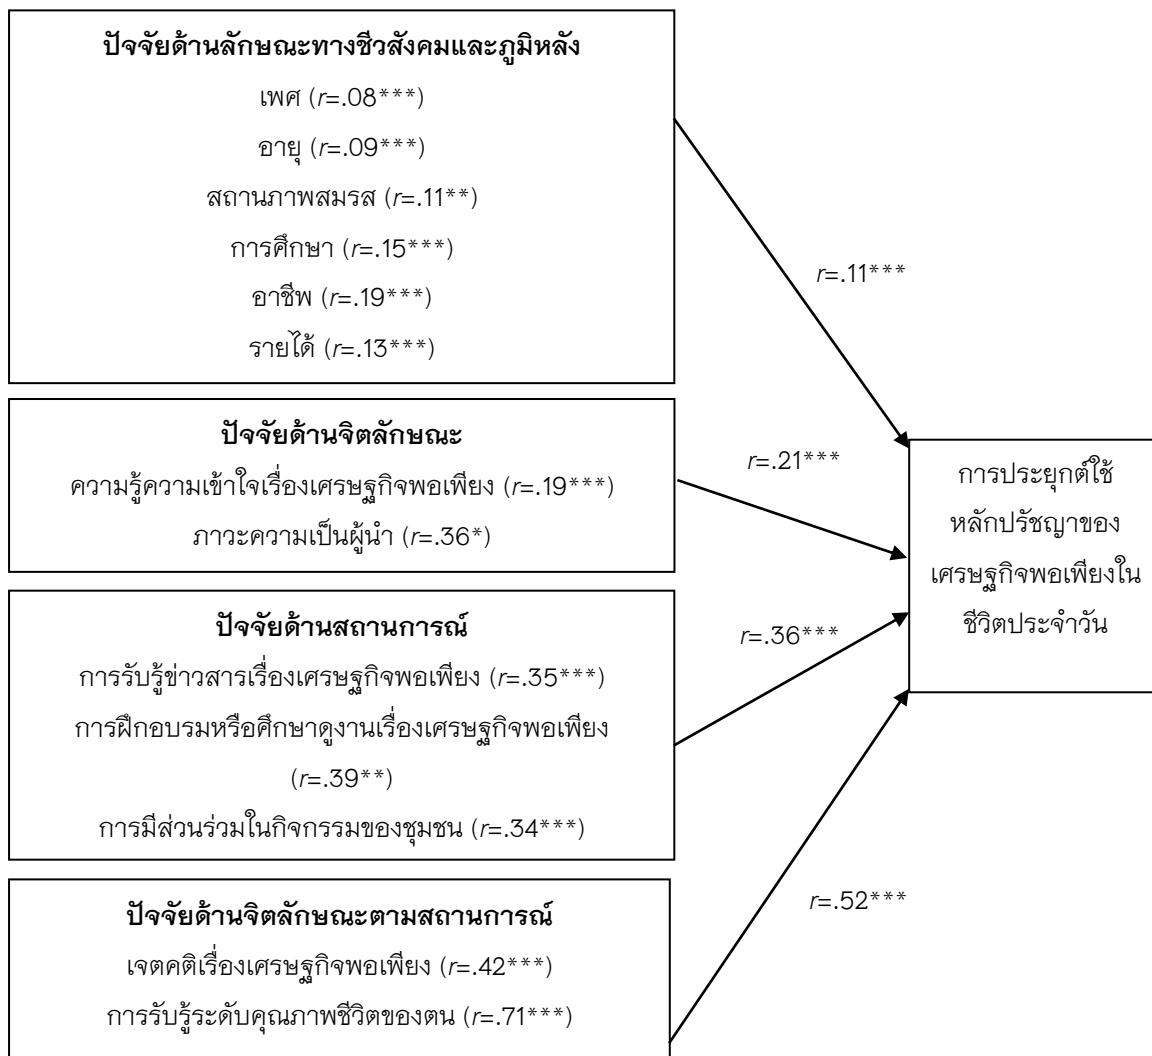 ปัจจัยด้านลักษณะทางชีวสังคมและภูมิหลัง
เพศ (r=.08***)
อายุ (r=.09***)
สถานภาพสมรส (r=.11**)
การศึกษา (r=.15***)
อาชีพ (r=.19***)
รายได้ (r=.13***)
r=.11***
ปัจจัยด้านจิตลักษณะ
ความรู้ความเข้าใจเรื่องเศรษฐกิจพอเพียง (r=.19***)
ภาวะความเป็นผู้นำ (r=.36*)
r=.21***
ปัจจัยด้านสถานการณ์
การรับรู้ข่าวสารเรื่องเศรษฐกิจพอเพียง (r=.35***)
การฝึกอบรมหรือศึกษาดูงานเรื่องเศรษฐกิจพอเพียง
(r=.39**)
การมีส่วนร่วมในกิจกรรมของชุมชน (r=.34***)
r=.36***
ปัจจัยด้านจิตลักษณะตามสถานการณ์
เจตคติเรื่องเศรษฐกิจพอเพียง (r=.42***)
การรับรู้ระดับคุณภาพชีวิตของตน (r=.71***)
r=.52***
การประยุกต์ใช้
หลักปรัชญาของ
เศรษฐกิจพอเพียงใน
ชีวิตประจำวัน